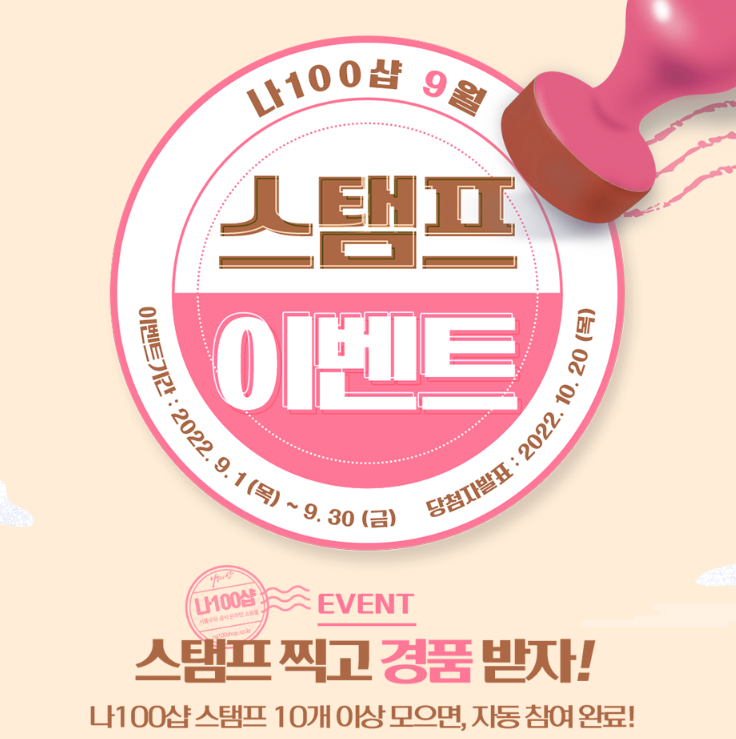 나100샵 9월
스탬프
이벤트
이벤트기간 : 2022. 9. 1 (목) ~ 9. 30 (금)
당첨자발표 : 2022. 10. 20 (목)
나100샵
EVENT
스탬프 찍고 경품 받자!
나100샵 스탬프 10개 이상 모으면, 자동 참여 완료!